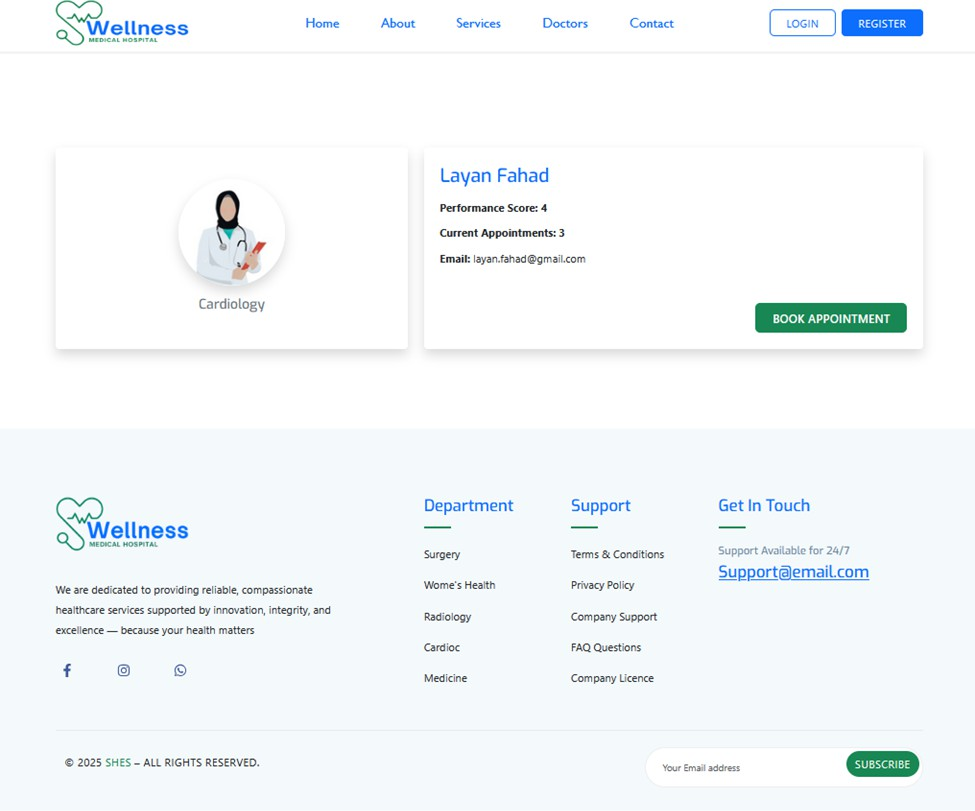 Wellness
MEDICAL HOSPITAL
Home About Services Doctors Contact
LOGIN REGISTER
Cardiology
Layan Fahad
Performance Score: 4
Current Appointments: 3
Email: layan.fahad@gmail.com
BOOK APPOINTMENT
Wellness
MEDICAL HOSPITAL
We are dedicated to providing reliable, compassionate
healthcare services supported by innovation, integrity, and
excellence — because your health matters
Department
Surgery
Wome's Health
Radiology
Cardioc
Medicine
Support
Terms & Conditions
Privacy Policy
Company Support
FAQ Questions
Company Licence
Get In Touch
Support Available for 24/7
Support@email.com
© 2025 SHES – ALL RIGHTS RESERVED.
Your Email address
SUBSCRIBE